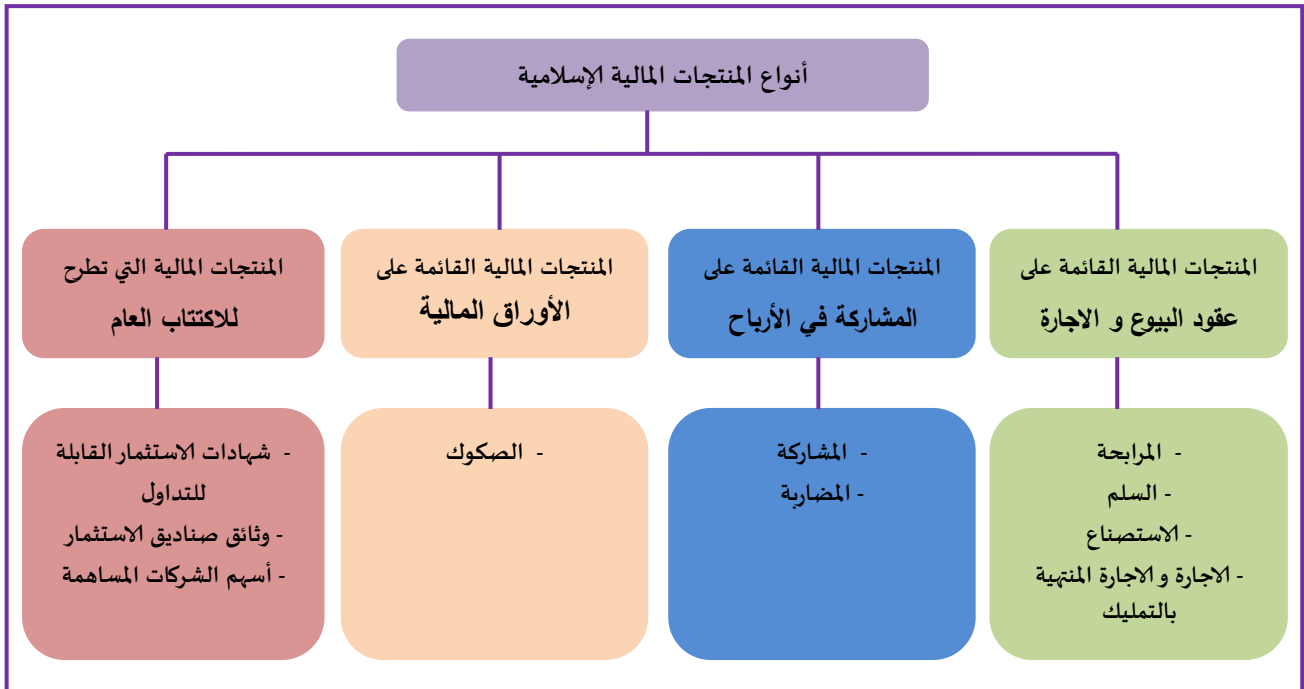 أنواع المنتجات المالية الإسلامية
المنتجات المالية القائمة على
عقود البيوع و الاجارة
المنتجات المالية القائمة على
المشاركة في الأرباح
المنتجات المالية القائمة على
الأوراق المالية
المنتجات المالية التي تطرح
للاكتتاب العام
- المرابحة
- السلم
- الاستصناع
- الاجارة و الاجارة المنتهية
بالتمليك
- المشاركة
- المضاربة
- الصكوك
- شهادات الاستثمار القابلة
للتداول
- وثائق صناديق الاستثمار
- أسهم الشركات المساهمة